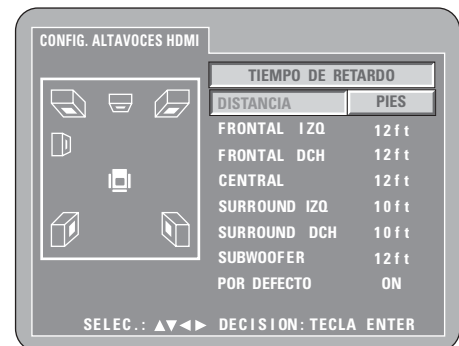 CONFIG. ALTAVOCES HDMI
TIEMPO DE RETARDO
DISTANCIA PIES
FRONTAL IZQ 12ft
FRONTAL DCH 12ft
CENTRAL 12ft
SURROUND IZQ 10ft
SURROUND DCH 10ft
SUBWOOFER 12ft
POR DEFECTO ON
SELEC.: ▲▼◀▶ DECISION: TECLA ENTER